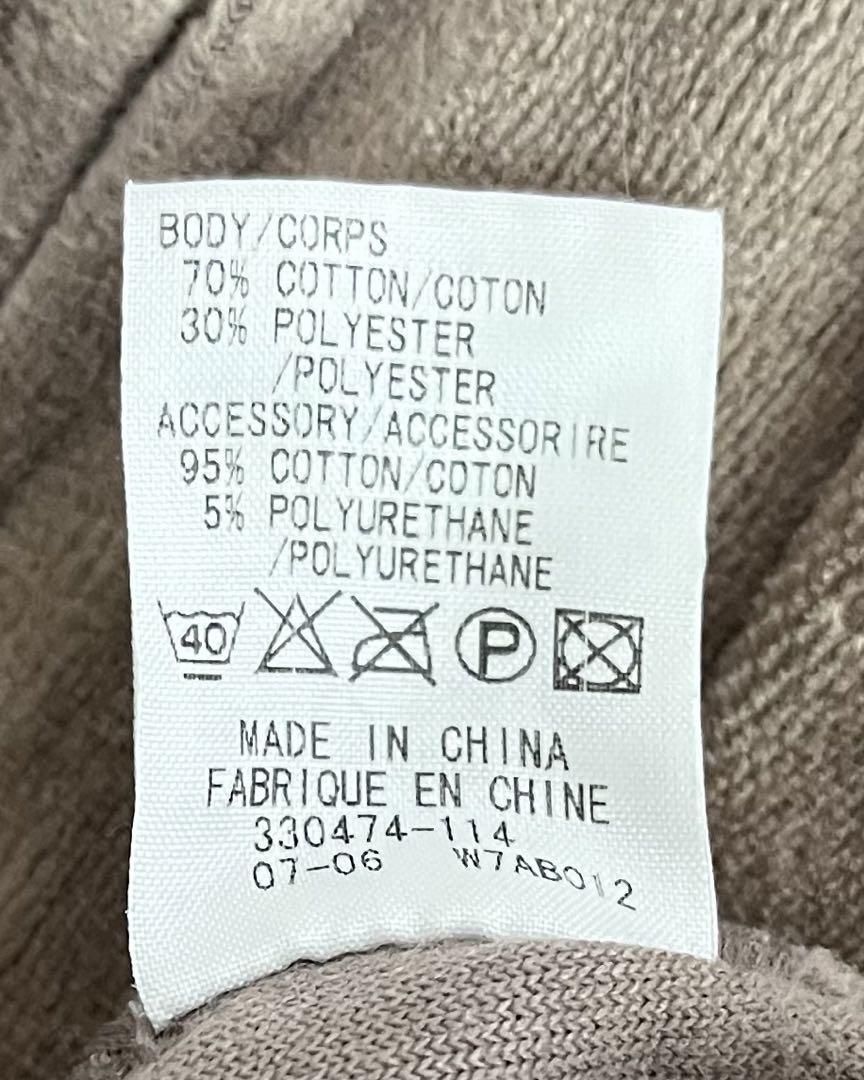 BODY/CORPS
70% COTTON/COTON
30% POLYESTER
/POLYESTER
ACCESSORY/ACCESSORIRE
95% COTTON/COTON
5% POLYURETHANE
/POLYURETHANE
40 P
MADE IN CHINA
FABRIQUE EN CHINE
330474-114
07-06 W7AB012